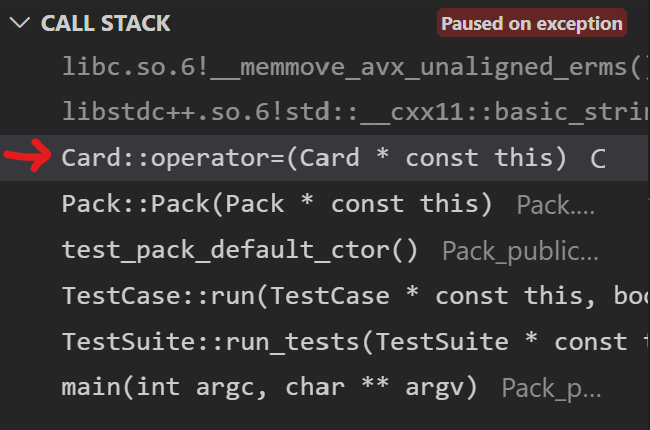 CALL STACK
Paused on exception
libc.so.6!__memmove_avx_unaligned_erms()
libstdc++.so.6!std::__cxx11::basic_strin
Card::operator=(Card * const this) C
Pack::Pack(Pack * const this) Pack....
test_pack_default_ctor() Pack_public...
TestCase::run(TestCase * const this, boo
TestSuite::run_tests(TestSuite * const t
main(int argc, char ** argv) Pack_p...